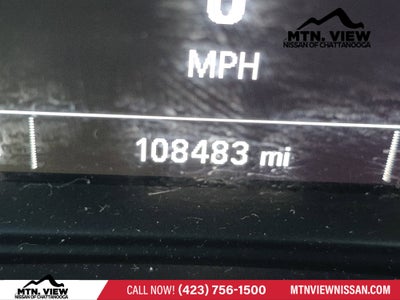 MTN. VIEW
NISSAN OF CHATTANOOGA
0
MPH
108483 mi
MTN. VIEW
NISSAN OF CHATTANOOGA
CALL NOW! (423) 756-1500
MTNVIEWNISSAN.COM